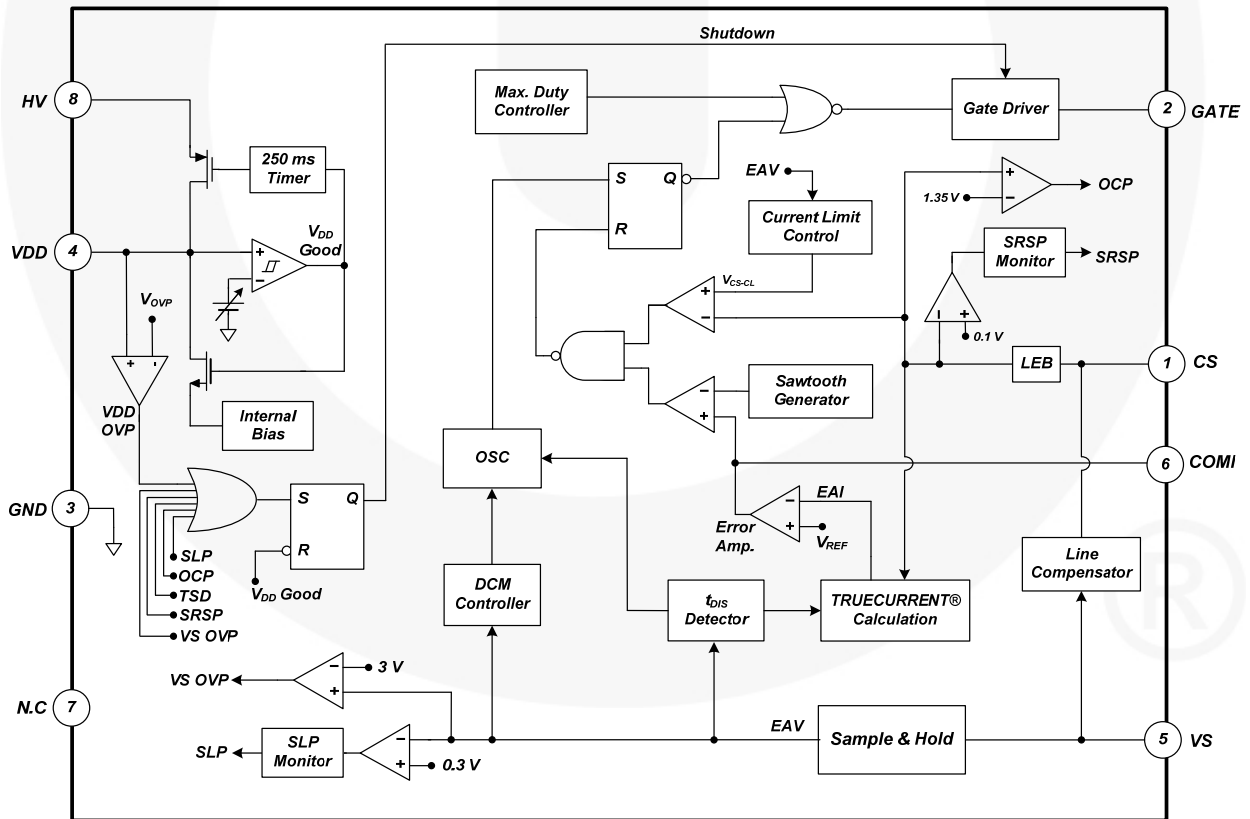 Shutdown
HV
8
Max. Duty
Controller
Gate Driver
2
GATE
250 ms
Timer
S
Q
R
EAV
Current Limit
Control
+
1.35 V
-
OCP
VDD
4
VDD
Good
+
-
SRSP
Monitor
SRSP
VCS-CL
+
-
-
+
0.1 V
VOVP
+
-
LEB
1
CS
Sawtooth
Generator
-
+
VDD
OVP
Internal
Bias
OSC
6
COMI
GND
3
S
Q
R
EAI
-
+
VREF
Error
Amp.
SLP
OCP
TSD
SRSP
VS OVP
VDD Good
DCM
Controller
tDIS
Detector
TRUECURRENT®
Calculation
Line
Compensator
®
VS OVP
-
3 V
+
N.C
7
SLP
SLP
Monitor
-
+
0.3 V
EAV
Sample & Hold
5
VS